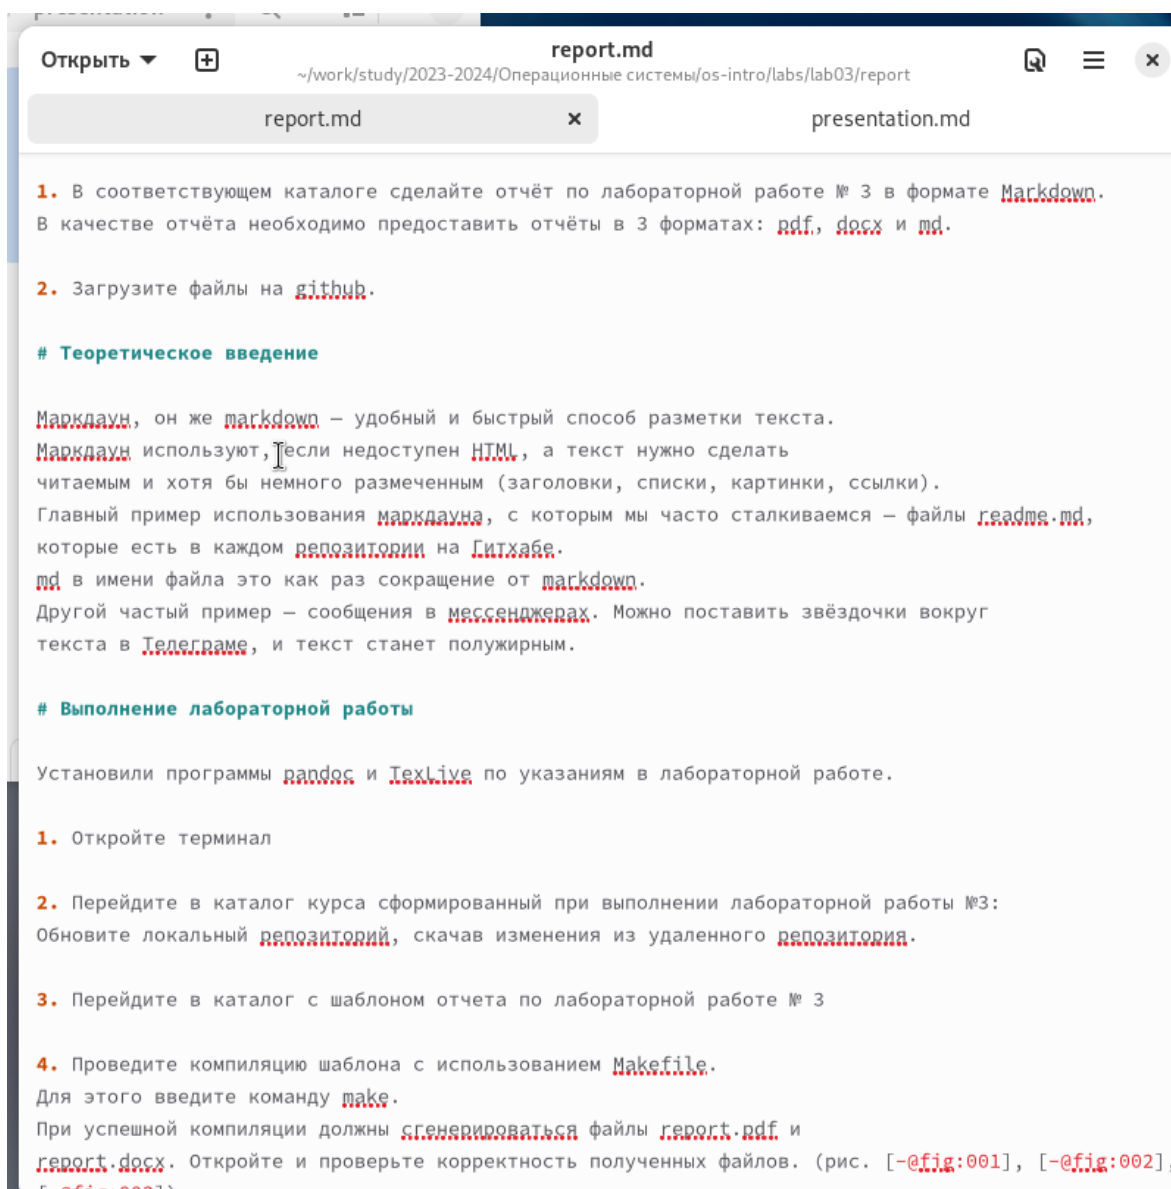 Открыть
report.md
~/work/study/2023-2024/Операционные системы/os-intro/labs/lab03/report
report.md
presentation.md
1. В соответствующем каталоге сделайте отчёт по лабораторной работе № 3 в формате Markdown.
В качестве отчёта необходимо предоставить отчёты в 3 форматах: pdf, docx и md.
2. Загрузите файлы на github.
# Теоретическое введение
Маркдаун, он же markdown — удобный и быстрый способ разметки текста.
Маркдаун используют, если недоступен HTML, а текст нужно сделать
читаемым и хотя бы немного размеченным (заголовки, списки, картинки, ссылки).
Главный пример использования маркдауна, с которым мы часто сталкиваемся — файлы readme.md,
которые есть в каждом репозитории на Гитхабе.
md в имени файла это как раз сокращение от markdown.
Другой частый пример — сообщения в мессенджерах. Можно поставить звёздочки вокруг
текста в Телеграме, и текст станет полужирным.
# Выполнение лабораторной работы
Установили программы pandoc и TexLive по указаниям в лабораторной работе.
1. Откройте терминал
2. Перейдите в каталог курса сформированный при выполнении лабораторной работы №3:
Обновите локальный репозиторий, скачав изменения из удаленного репозитория.
3. Перейдите в каталог с шаблоном отчета по лабораторной работе № 3
4. Проведите компиляцию шаблона с использованием Makefile.
Для этого введите команду make.
При успешной компиляции должны сгенерироваться файлы report.pdf и
report.docx. Откройте и проверьте корректность полученных файлов. (рис. [-@fig:001], [-@fig:002],